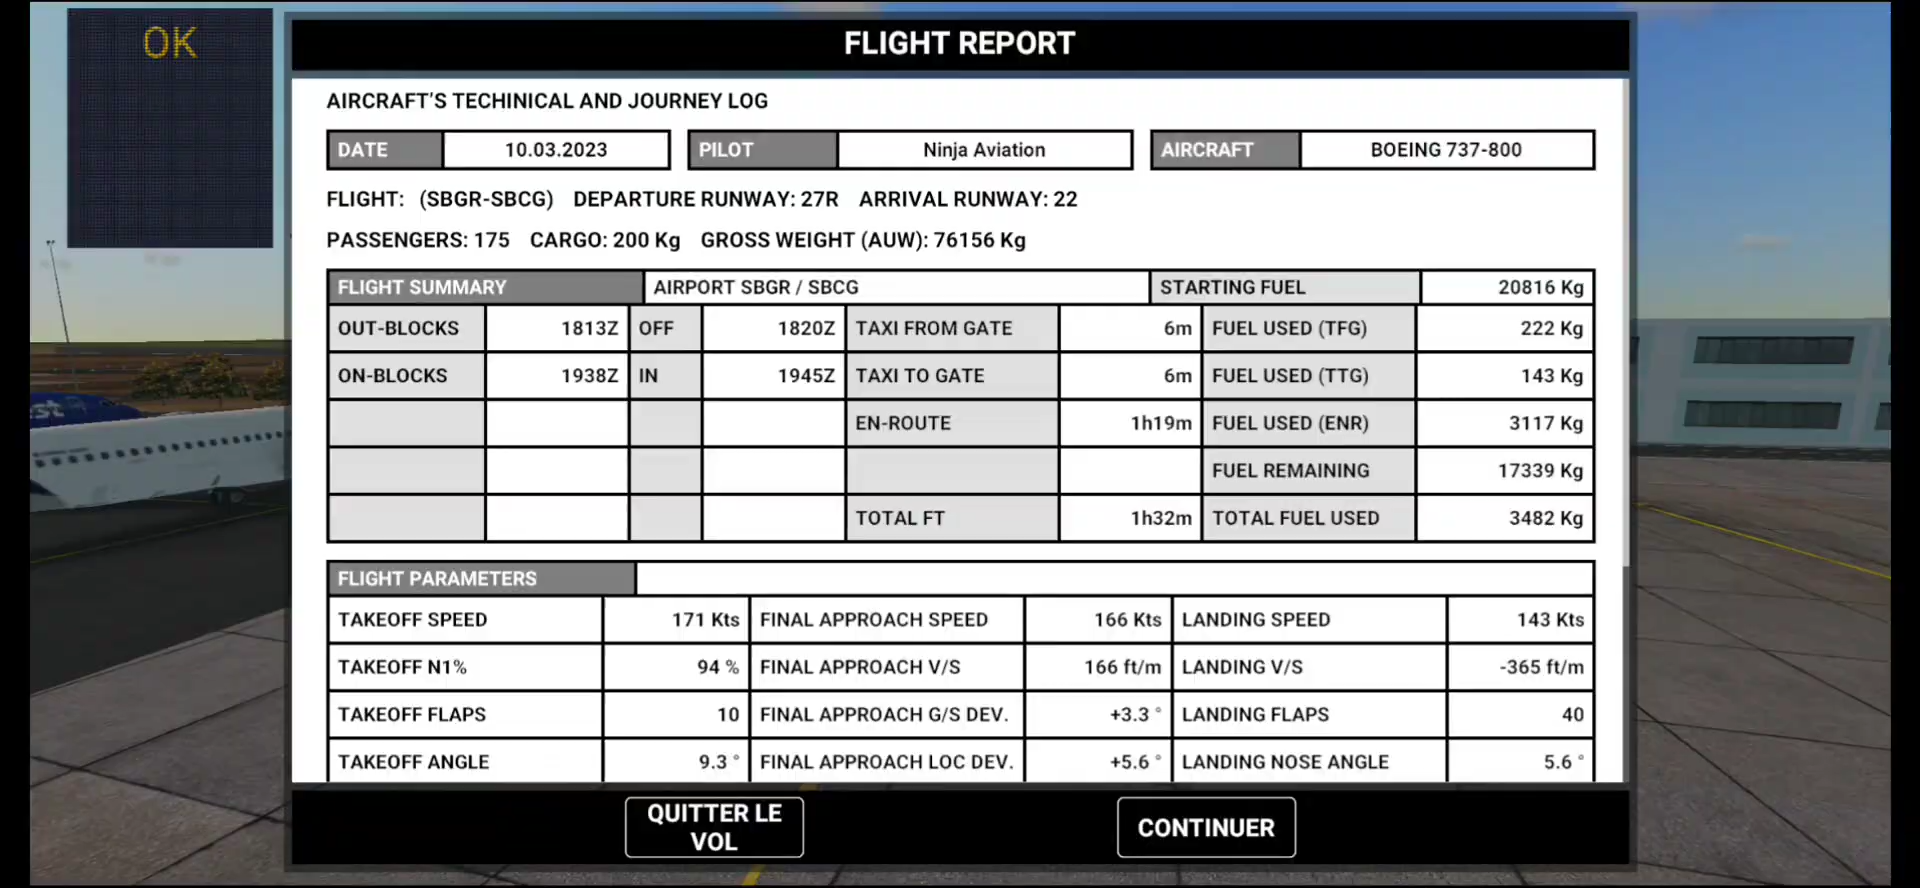 OK
FLIGHT REPORT
AIRCRAFT'S TECHINICAL AND JOURNEY LOG
DATE 10.03.2023 PILOT Ninja Aviation AIRCRAFT BOEING 737-800
FLIGHT: (SBGR-SBCG) DEPARTURE RUNWAY: 27R ARRIVAL RUNWAY: 22
PASSENGERS: 175 CARGO: 200 Kg GROSS WEIGHT (AUW): 76156 Kg
FLIGHT SUMMARY AIRPORT SBGR / SBCG STARTING FUEL 20816 Kg
OUT-BLOCKS 1813Z OFF 1820Z TAXI FROM GATE 6m FUEL USED (TFG) 222 Kg
ON-BLOCKS 1938Z IN 1945Z TAXI TO GATE 6m FUEL USED (TTG) 143 Kg
EN-ROUTE 1h19m FUEL USED (ENR) 3117 Kg
FUEL REMAINING 17339 Kg
TOTAL FT 1h32m TOTAL FUEL USED 3482 Kg
FLIGHT PARAMETERS
TAKEOFF SPEED 171 Kts FINAL APPROACH SPEED 166 Kts LANDING SPEED 143 Kts
TAKEOFF N1% 94 % FINAL APPROACH V/S 166 ft/m LANDING V/S -365 ft/m
TAKEOFF FLAPS 10 FINAL APPROACH G/S DEV. +3.3 ° LANDING FLAPS 40
TAKEOFF ANGLE 9.3 ° FINAL APPROACH LOC DEV. +5.6 ° LANDING NOSE ANGLE 5.6 °
QUITTER LE
VOL
CONTINUER